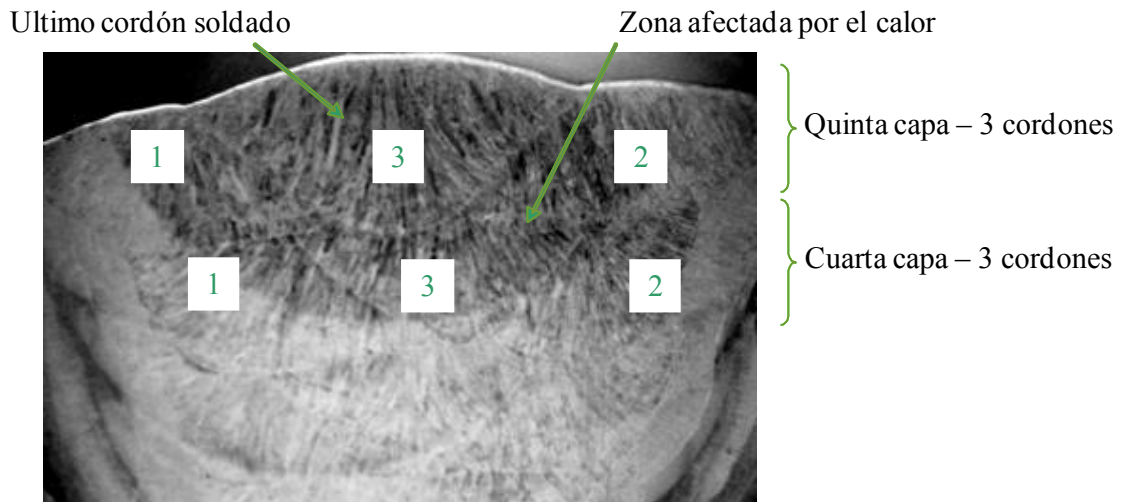 Ultimo cordón soldado
Zona afectada por el calor
1
3
2
Quinta capa – 3 cordones
1
3
2
Cuarta capa – 3 cordones